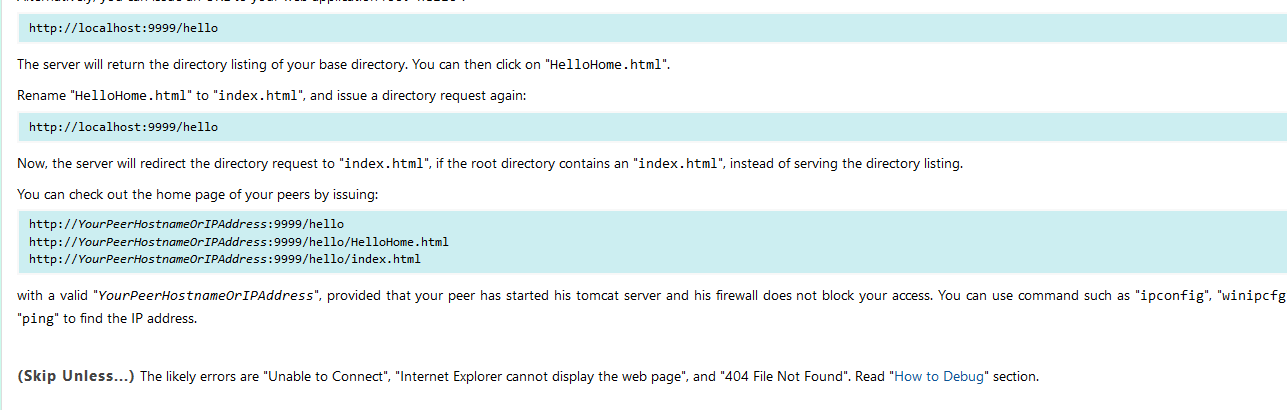 http://localhost:9999/hello
The server will return the directory listing of your base directory. You can then click on "HelloHome.html".
Rename "HelloHome.html" to "index.html", and issue a directory request again:
http://localhost:9999/hello
Now, the server will redirect the directory request to "index.html", if the root directory contains an "index.html", instead of serving the directory listing.
You can check out the home page of your peers by issuing:
http://YourPeerHostnameOrIPAddress:9999/hello
http://YourPeerHostnameOrIPAddress:9999/hello/HelloHome.html
http://YourPeerHostnameOrIPAddress:9999/hello/index.html
with a valid "YourPeerHostnameOrIPAddress", provided that your peer has started his tomcat server and his firewall does not block your access. You can use command such as "ipconfig", "winipcfg
"ping" to find the IP address.
(Skip Unless...) The likely errors are "Unable to Connect", "Internet Explorer cannot display the web page", and "404 File Not Found". Read "How to Debug" section.